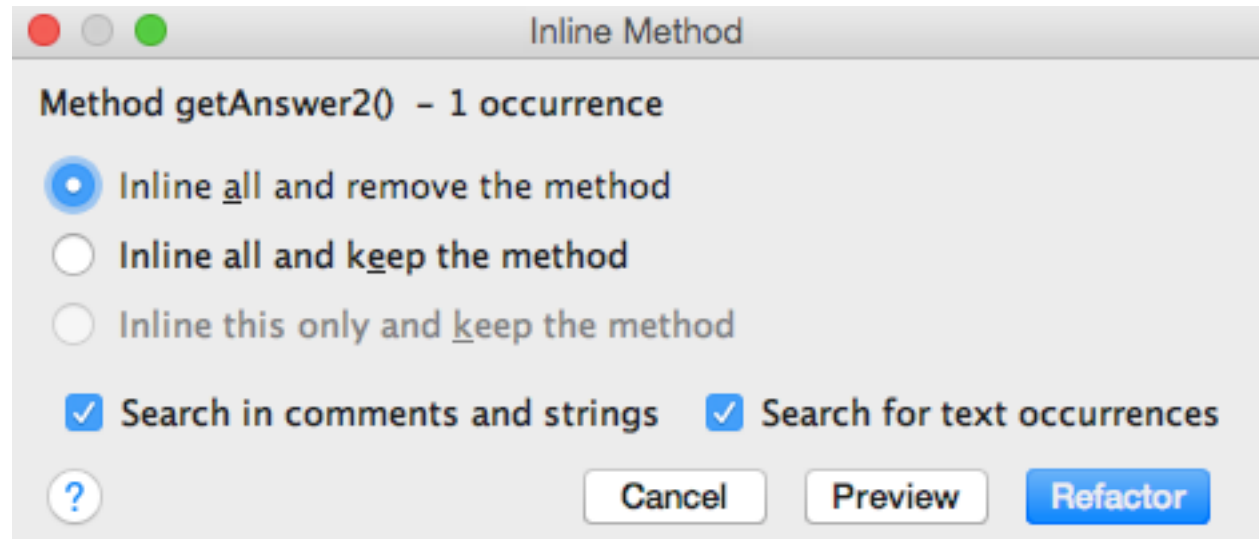 Inline Method
Method getAnswer2() – 1 occurrence
Inline all and remove the method
Inline all and keep the method
Inline this only and keep the method
Search in comments and strings Search for text occurrences
? Cancel Preview Refactor